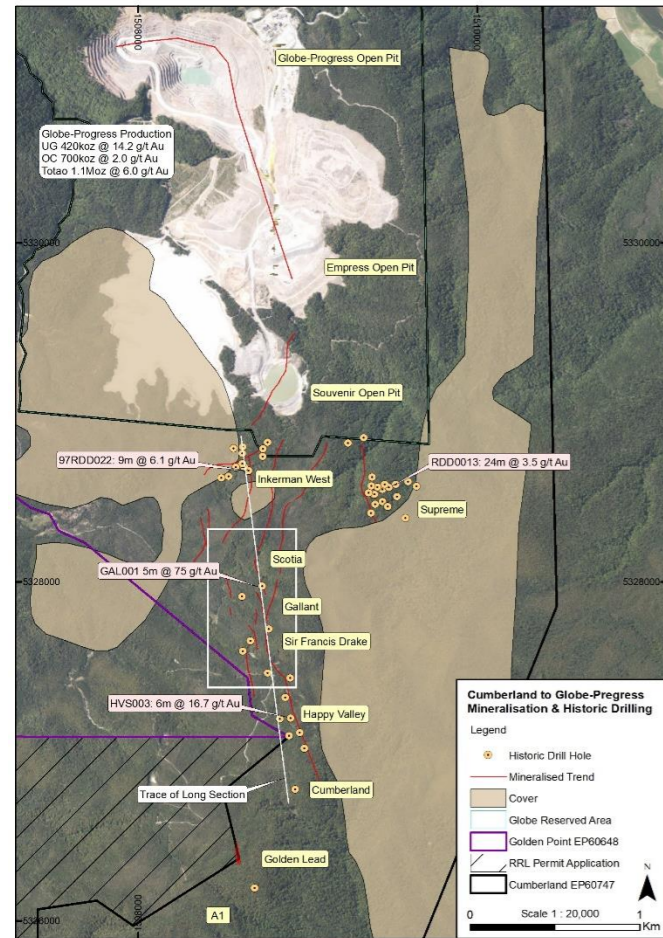 1508000
1510000
Globe-Progress Open Pit
Globe-Progress Production
UG 420koz @ 14.2 g/t Au
OC 700koz @ 2.0 g/t Au
Totao 1.1Moz @ 6.0 g/t Au
5330000
5330000
Empress Open Pit
Souvenir Open Pit
97RDD022: 9m @ 6.1 g/t Au
RDD0013: 24m @ 3.5 g/t Au
Inkerman West
Supreme
Scotia
5328000
5328000
GAL001 5m @ 75 g/t Au
Gallant
Sir Francis Drake
HVS003: 6m @ 16.7 g/t Au
Happy Valley
Trace of Long Section
Cumberland
Golden Lead
A1
5326000
1508000
Cumberland to Globe-Pregress
Mineralisation & Historic Drilling
Legend
Historic Drill Hole
Mineralised Trend
Cover
Globe Reserved Area
Golden Point EP60648
RRL Permit Application
Cumberland EP60747
N
Scale 1 : 20,000
0
1
Km